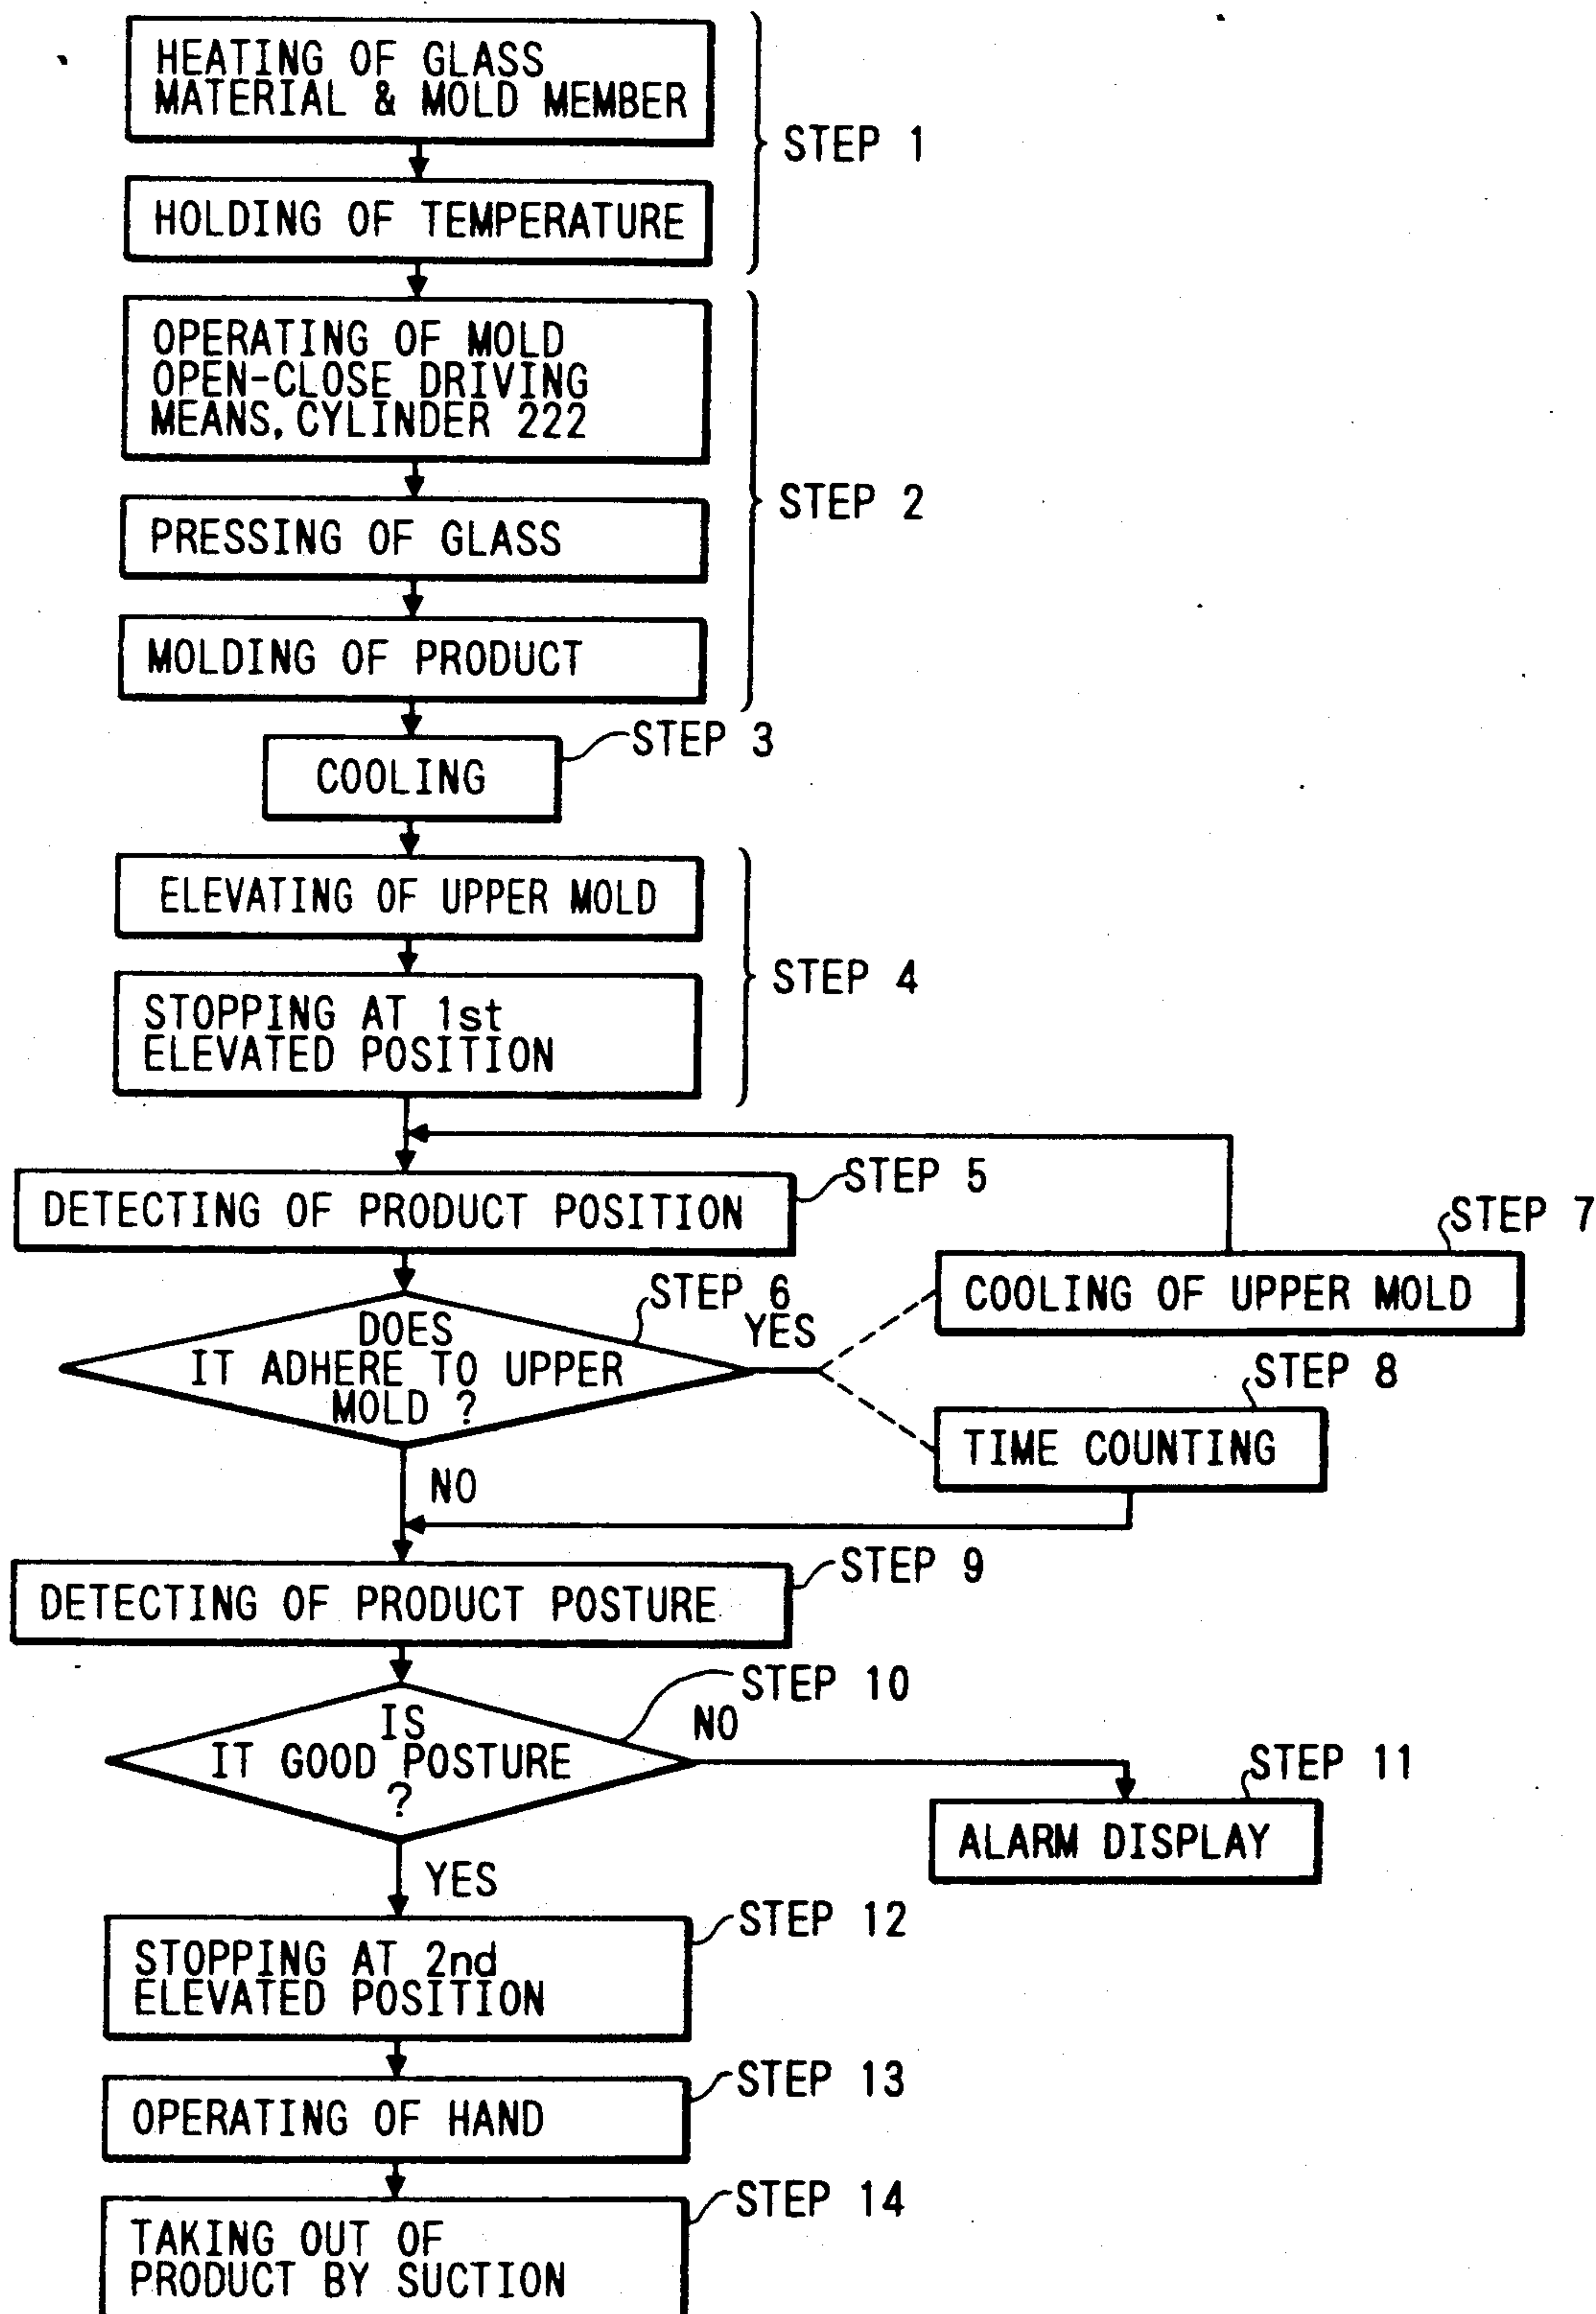 HEATING OF GLASS
MATERIAL & MOLD MEMBER
STEP 1
HOLDING OF TEMPERATURE
OPERATING OF MOLD
OPEN-CLOSE DRIVING
MEANS, CYLINDER 222
STEP 2
PRESSING OF GLASS
MOLDING OF PRODUCT
STEP 3
COOLING
ELEVATING OF UPPER MOLD
STEP 4
STOPPING AT 1st
ELEVATED POSITION
STEP 5
DETECTING OF PRODUCT POSITION
STEP 7
COOLING OF UPPER MOLD
STEP 6
YES
DOES
IT ADHERE TO UPPER
MOLD ?
STEP 8
TIME COUNTING
NO
STEP 9
DETECTING OF PRODUCT POSTURE
STEP 10
NO
IS
IT GOOD POSTURE
?
STEP 11
ALARM DISPLAY
YES
STEP 12
STOPPING AT 2nd
ELEVATED POSITION
STEP 13
OPERATING OF HAND
STEP 14
TAKING OUT OF
PRODUCT BY SUCTION